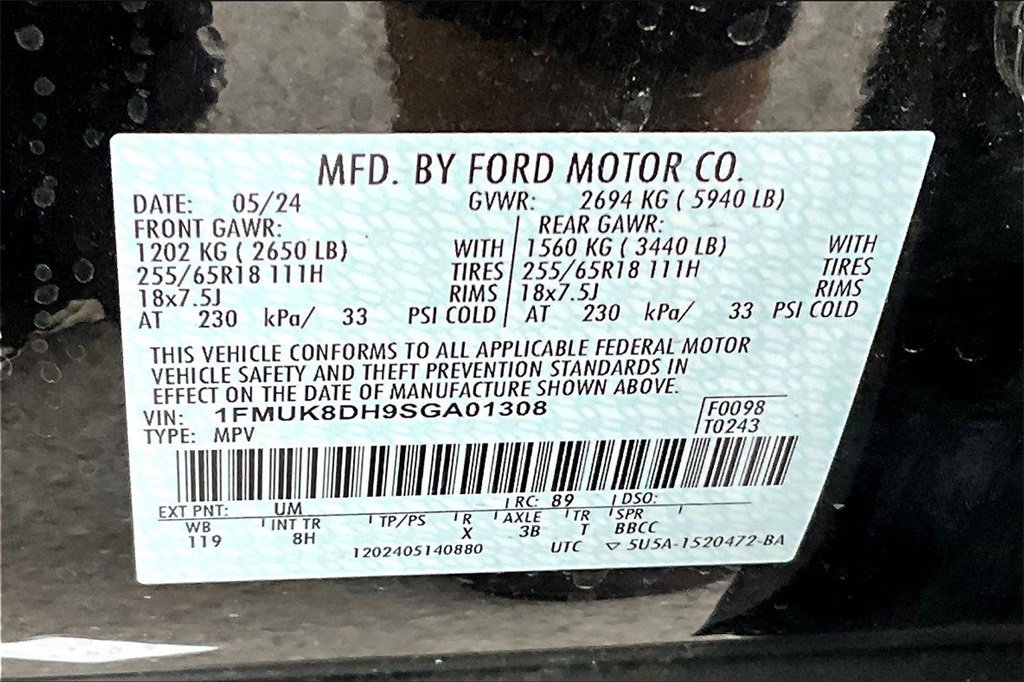 MFD. BY FORD MOTOR CO.
DATE: 05/24 GVWR: 2694 KG ( 5940 LB)
FRONT GAWR: REAR GAWR:
1202 KG ( 2650 LB) WITH 1560 KG ( 3440 LB) WITH
255/65R18 111H TIRES 255/65R18 111H TIRES
18x7.5J RIMS 18x7.5J RIMS
AT 230 kPa/ 33 PSI COLD AT 230 kPa/ 33 PSI COLD
THIS VEHICLE CONFORMS TO ALL APPLICABLE FEDERAL MOTOR
VEHICLE SAFETY AND THEFT PREVENTION STANDARDS IN
EFFECT ON THE DATE OF MANUFACTURE SHOWN ABOVE.
VIN: 1FMUK8DH9SGA01308 F0098
TYPE: MPV T0243
EXT PNT: UM RC: 89 DSO:
WB INT TR TP/PS R AXLE TR SPR
119 8H X 3B T BBCC
1202405140880 UTC ▽ 5U5A-1520472-BA